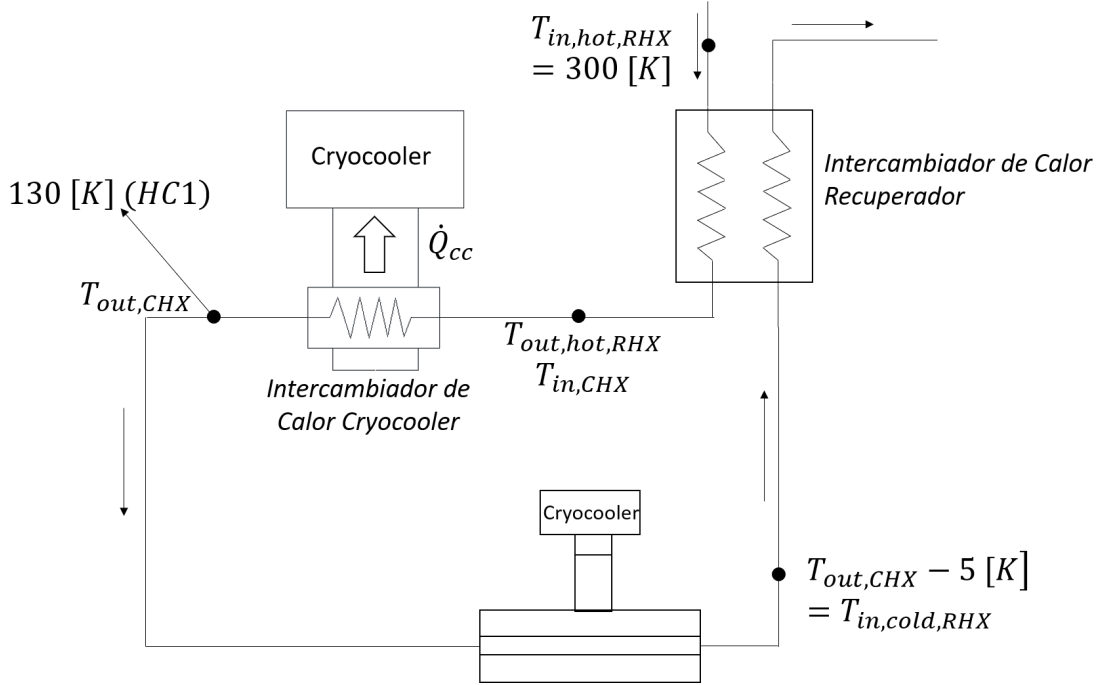 T_{in,hot,RHX}
= 300 [K]
Cryocooler
Intercambiador de Calor
Recuperador
130 [K] (HC1)
Q̇_{cc}
T_{out,CHX}
T_{out,hot,RHX}
T_{in,CHX}
Intercambiador de
Calor Cryocooler
Cryocooler
T_{out,CHX} − 5 [K]
= T_{in,cold,RHX}